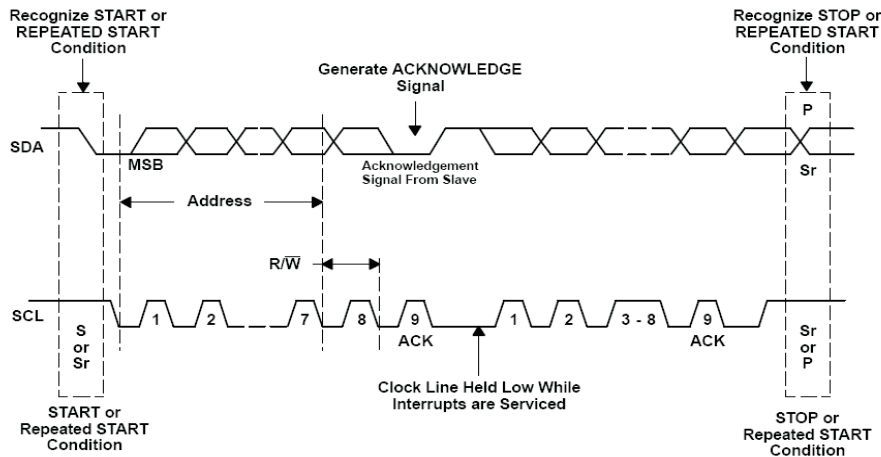 Recognize START or
REPEATED START
Condition
Recognize STOP or
REPEATED START
Condition
Generate ACKNOWLEDGE
Signal
P
SDA
MSB
Acknowledgement
Signal From Slave
Sr
Address
R/W̅
SCL
1
2
7
8
9
1
2
3 - 8
9
ACK
ACK
S
or
Sr
Sr
or
P
Clock Line Held Low While
Interrupts are Serviced
START or
Repeated START
Condition
STOP or
Repeated START
Condition